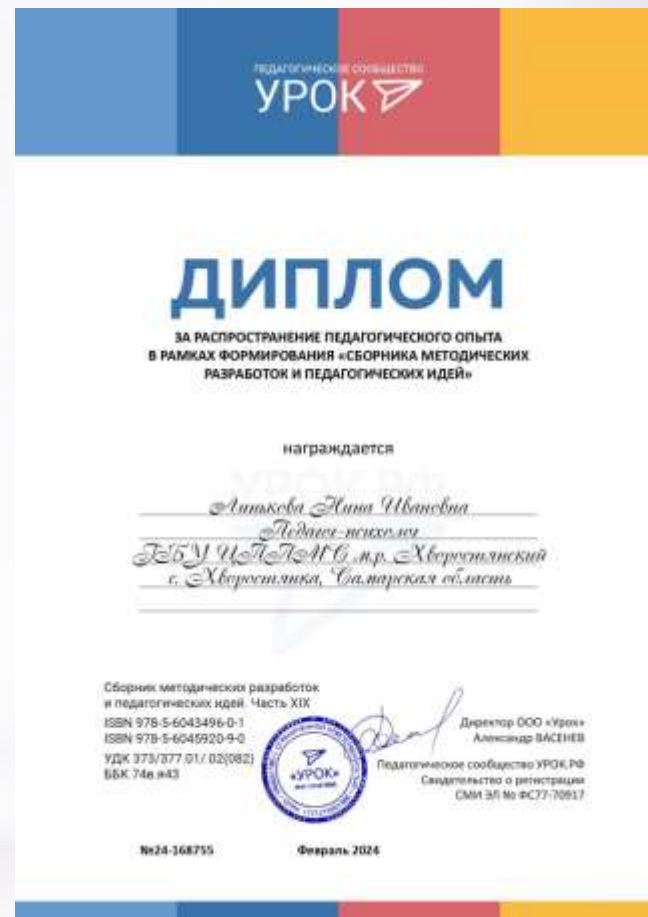 ПЕДАГОГИЧЕСКОЕ СООБЩЕСТВО
УРОК
ДИПЛОМ
ЗА РАСПРОСТРАНЕНИЕ ПЕДАГОГИЧЕСКОГО ОПЫТА
В РАМКАХ ФОРМИРОВАНИЯ «СБОРНИКА МЕТОДИЧЕСКИХ
РАЗРАБОТОК И ПЕДАГОГИЧЕСКИХ ИДЕЙ»
награждается
УРОК.РФ
Линькова Нина Ивановна
Педагог-психолог
ГБУ ЦППМС м.р. Хворостянский
с. Хворостянка, Самарская область
Сборник методических разработок
и педагогических идей. Часть XIX
ISBN 978-5-6043496-0-1
ISBN 978-5-6045920-9-0
УДК 373/377.01/.02(082)
ББК 74в.я43
«УРОК»
Директор ООО «Урок»
Александр ВАСЕНЕВ
Педагогическое сообщество УРОК.РФ
Свидетельство о регистрации
СМИ ЭЛ № ФС77-70917
№24-168755
Февраль 2024